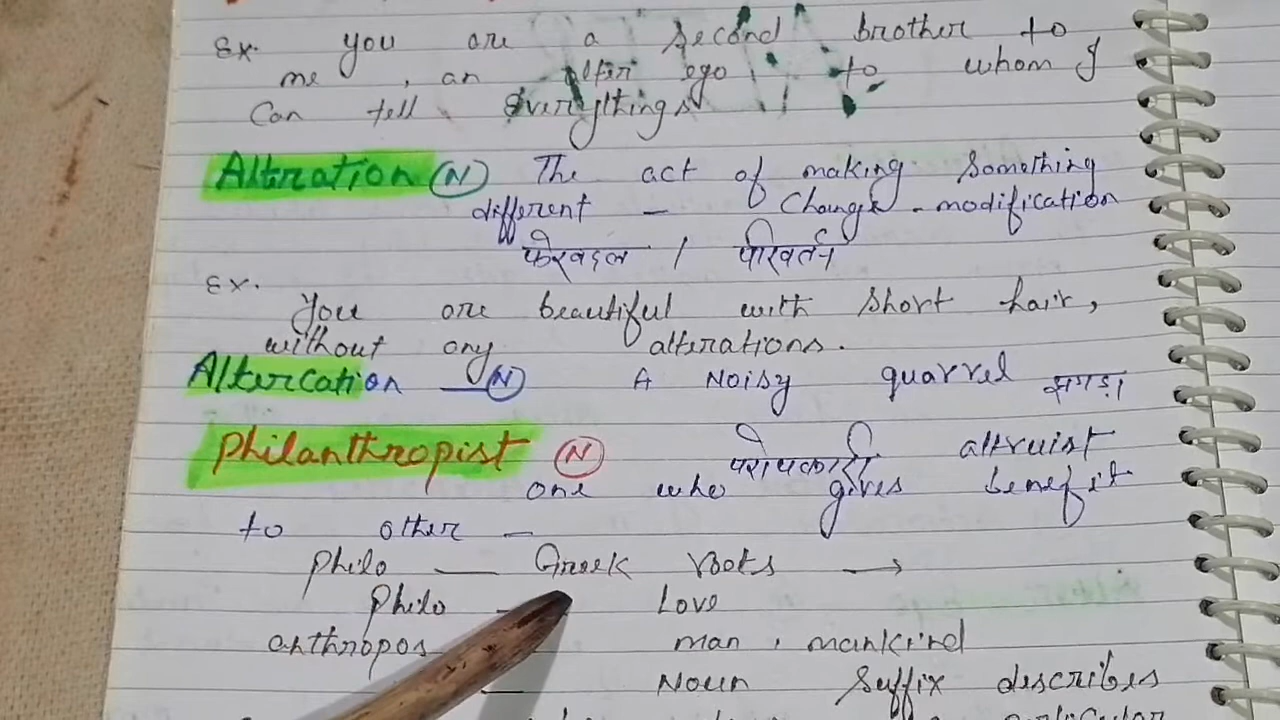 Ex. you are a second brother to
me, an alter ego to whom I
Can tell everythings
Alteration (N) The act of making something
different - Change - modification
फेरबदल / परिवर्तन
Ex.
You are beautiful with short hair,
without any alterations.
Altercation - (N) A Noisy quarrel झगड़ा
Philanthropist (N) परोपकारी altruist
one who gives benefit
to other -
Philo - Greek roots →
Philo - Love
anthropos man, mankind
- Noun Suffix describes
particular